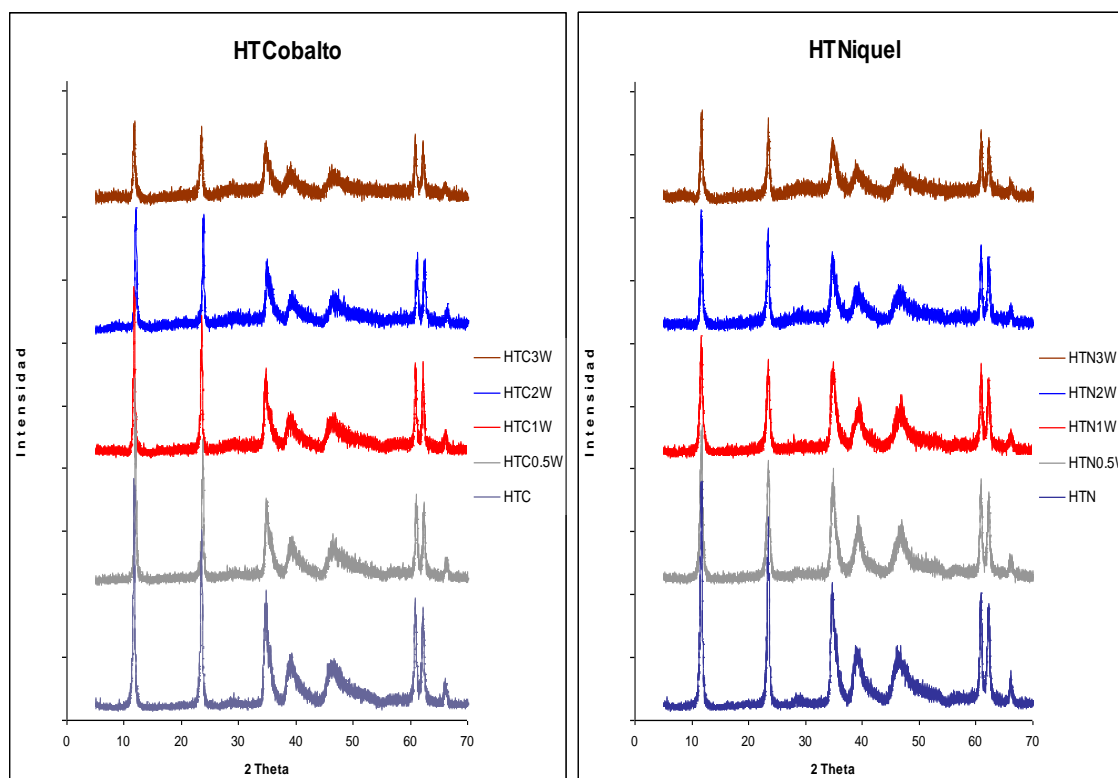 HTCobalto
Intensidad
HTC3W
HTC2W
HTC1W
HTC0.5W
HTC
0 10 20 30 40 50 60 70
2 Theta
HTNiquel
Intensidad
HTN3W
HTN2W
HTN1W
HTN0.5W
HTN
0 10 20 30 40 50 60 70
2 Theta